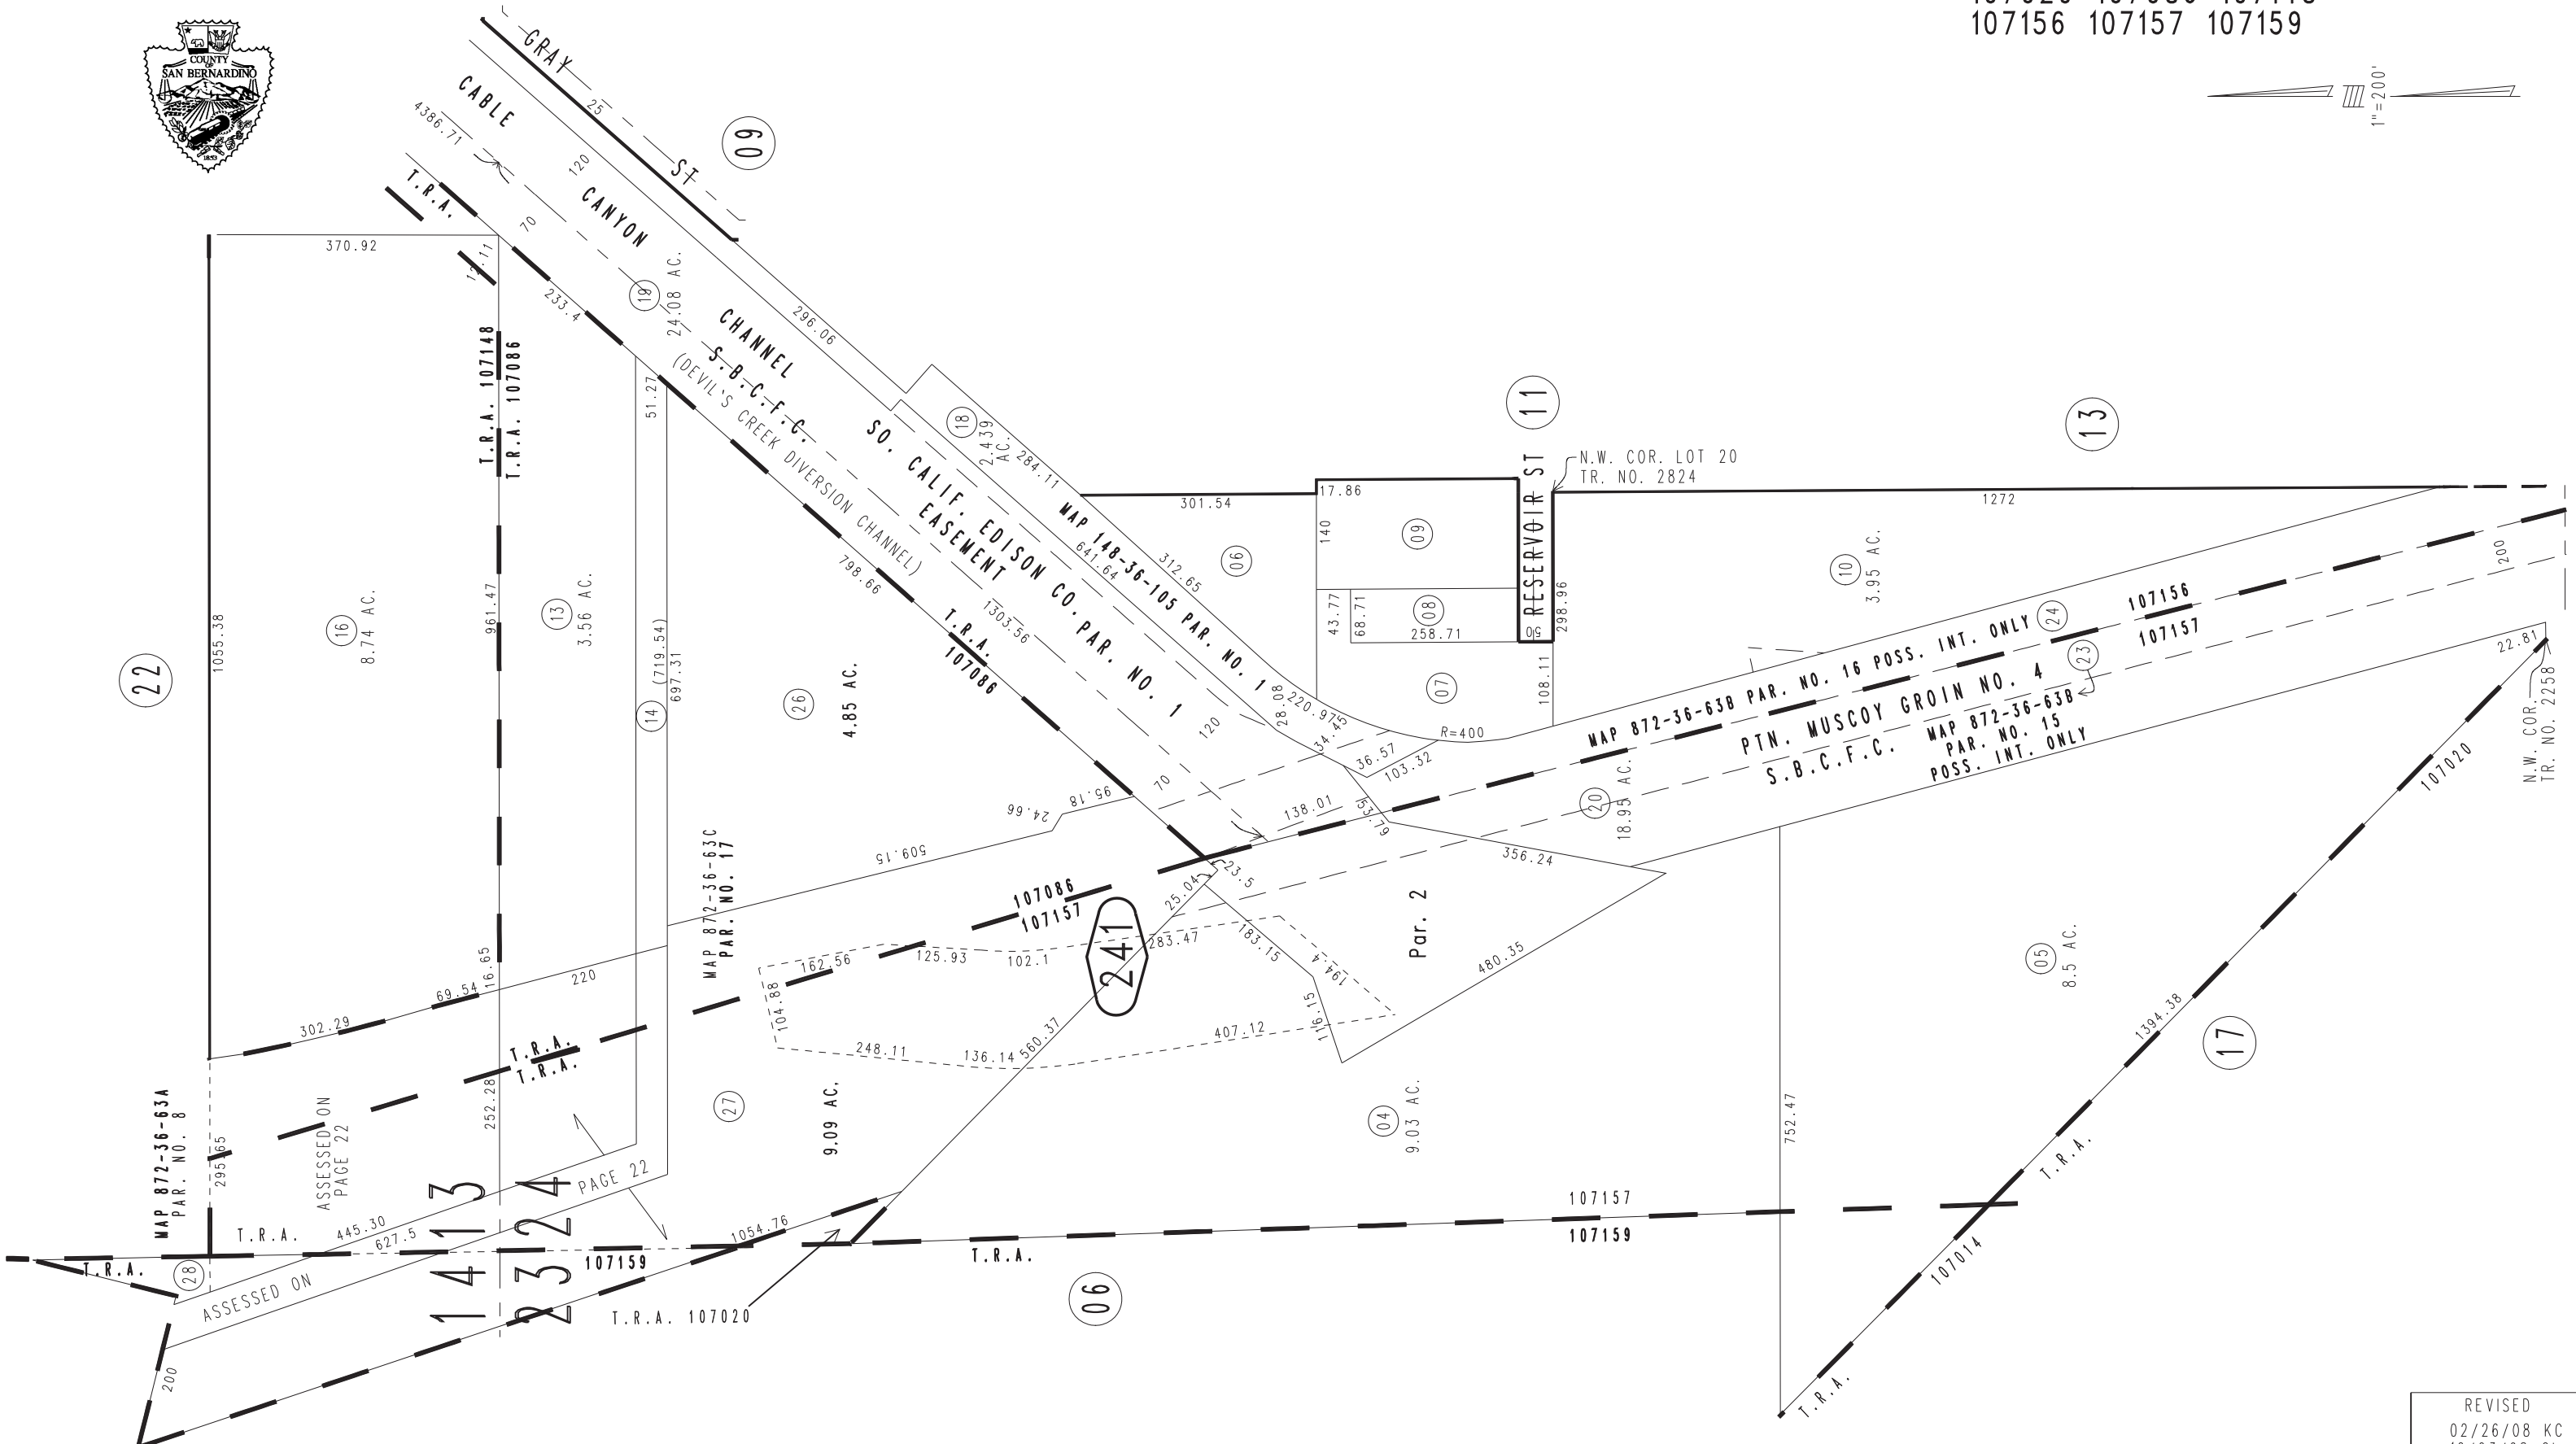 107156 107157 107159
1"=200'
COUNTY
OF
SAN BERNARDINO
1853
GRAY ST
25
CABLE CANYON CHANNEL
4386.71
120
09
T.R.A.
70
370.92
12.11
233.4
19
24.08 AC.
S.B.C.F.C.
(DEVIL'S CREEK DIVERSION CHANNEL)
296.06
T.R.A. 107148
T.R.A. 107086
51.27
SO. CALIF. EDISON CO. PAR. NO. 1
EASEMENT
18
2.439
AC.
284.11
MAP 148-36-105 PAR. NO. 1
641.64
312.65
301.54
17.86
140
09
06
RESERVOIR ST
50
11
N.W. COR. LOT 20
TR. NO. 2824
1272
13
22
1055.38
16
8.74 AC.
961.47
13
3.56 AC.
14
(719.54)
697.31
26
4.85 AC.
798.66
T.R.A.
107086
1303.56
120
70
43.77
68.71
08
258.71
298.96
07
108.11
28.08
220.97
34.45
R=400
36.57
103.32
10
3.95 AC.
200
107156
107157
24
23
MAP 872-36-63B PAR. NO. 16 POSS. INT. ONLY
PTN. MUSCOY GROIN NO. 4
S.B.C.F.C.
MAP 872-36-63B
PAR. NO. 15
POSS. INT. ONLY
22.81
N.W. COR.
TR. NO. 2258
107020
20
18.95 AC.
24.66
95.18
509.15
138.01
53.79
356.24
MAP 872-36-63C
PAR. NO. 17
107086
107157
23.5
25.04
241
283.47
183.15
194.4
Par. 2
480.35
116.15
162.56
125.93
102.1
104.88
248.11
136.14
560.37
407.12
16.65
69.54
220
302.29
T.R.A.
T.R.A.
252.28
27
9.09 AC.
04
9.03 AC.
752.47
05
8.5 AC.
1394.38
17
T.R.A.
107014
T.R.A.
MAP 872-36-63A
PAR. NO. 8
295.65
ASSESSED ON
PAGE 22
14 13
23 24
PAGE 22
445.30
627.5
1054.76
T.R.A.
T.R.A.
28
ASSESSED ON
107159
T.R.A. 107020
T.R.A.
06
107157
107159
200
REVISED
02/26/08 KC